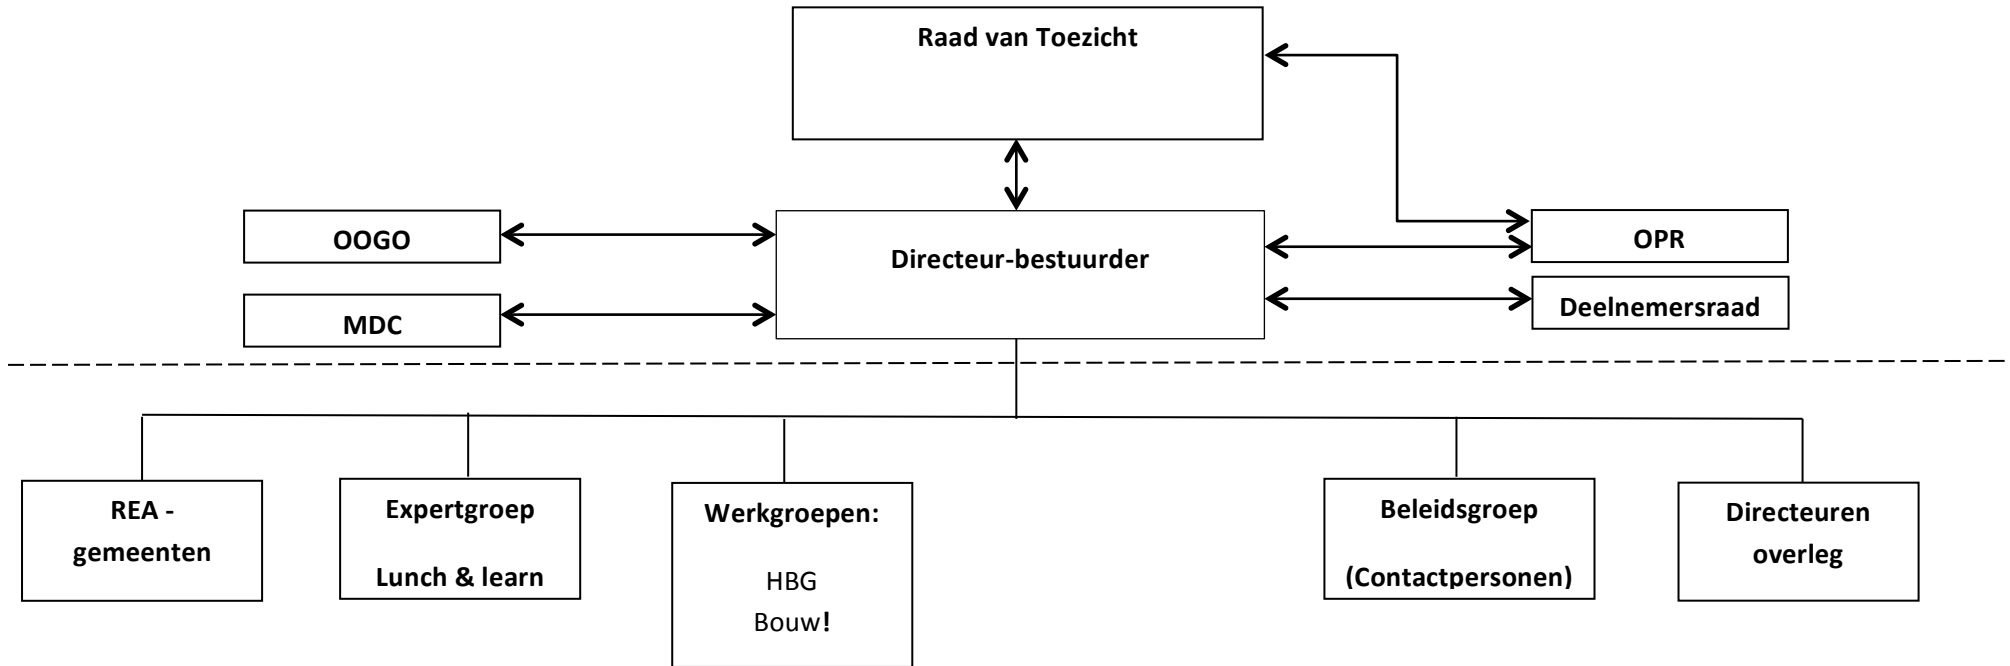 Raad van Toezicht
OOGO
Directeur-bestuurder
OPR
MDC
Deelnemersraad
REA -
gemeenten
Expertgroep
Lunch & learn
Werkgroepen:
HBG
Bouw!
Beleidsgroep
(Contactpersonen)
Directeuren
overleg